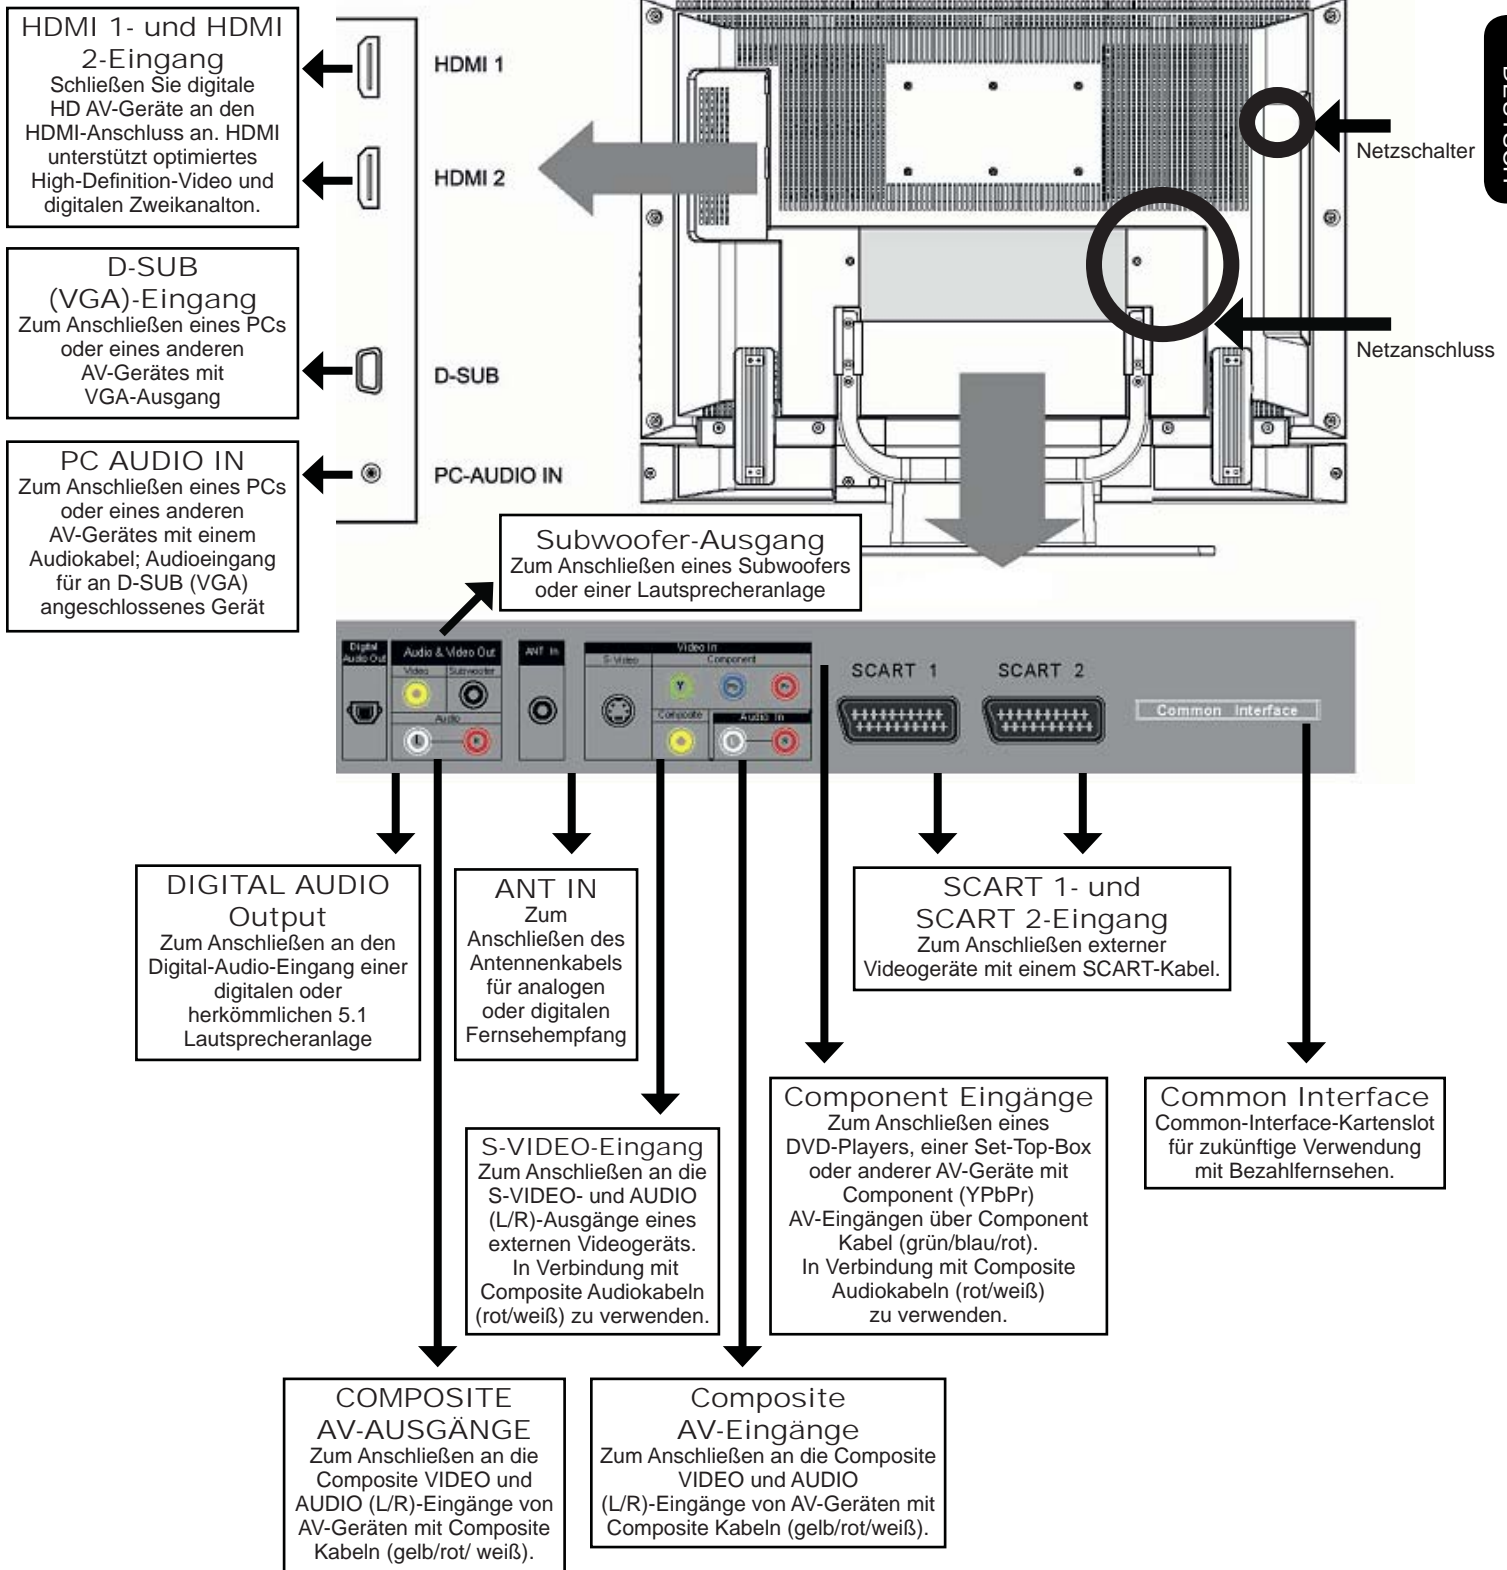 HDMI 1- und HDMI
2-Eingang
Schließen Sie digitale
HD AV-Geräte an den
HDMI-Anschluss an. HDMI
unterstützt optimiertes
High-Definition-Video und
digitalen Zweikanalton.
D-SUB
(VGA)-Eingang
Zum Anschließen eines PCs
oder eines anderen
AV-Gerätes mit
VGA-Ausgang
PC AUDIO IN
Zum Anschließen eines PCs
oder eines anderen
AV-Gerätes mit einem
Audiokabel; Audioeingang
für an D-SUB (VGA)
angeschlossenes Gerät
HDMI 1
HDMI 2
D-SUB
PC-AUDIO IN
Netzschalter
Netzanschluss
Subwoofer-Ausgang
Zum Anschließen eines Subwoofers
oder einer Lautsprecheranlage
Digital
Audio Out
Audio & Video Out
Video
Subwoofer
Audio
L
R
ANT In
Video In
S-Video
Component
Y
Pb
Pr
Composite
Audio In
L
R
SCART 1
SCART 2
Common Interface
DIGITAL AUDIO
Output
Zum Anschließen an den
Digital-Audio-Eingang einer
digitalen oder
herkömmlichen 5.1
Lautsprecheranlage
ANT IN
Zum
Anschließen des
Antennenkabels
für analogen
oder digitalen
Fernsehempfang
SCART 1- und
SCART 2-Eingang
Zum Anschließen externer
Videogeräte mit einem SCART-Kabel.
S-VIDEO-Eingang
Zum Anschließen an die
S-VIDEO- und AUDIO
(L/R)-Ausgänge eines
externen Videogeräts.
In Verbindung mit
Composite Audiokabeln
(rot/weiß) zu verwenden.
Component Eingänge
Zum Anschließen eines
DVD-Players, einer Set-Top-Box
oder anderer AV-Geräte mit
Component (YPbPr)
AV-Eingängen über Component
Kabel (grün/blau/rot).
In Verbindung mit Composite
Audiokabeln (rot/weiß)
zu verwenden.
Common Interface
Common-Interface-Kartenslot
für zukünftige Verwendung
mit Bezahlfernsehen.
COMPOSITE
AV-AUSGÄNGE
Zum Anschließen an die
Composite VIDEO und
AUDIO (L/R)-Eingänge von
AV-Geräten mit Composite
Kabeln (gelb/rot/ weiß).
Composite
AV-Eingänge
Zum Anschließen an die Composite
VIDEO und AUDIO
(L/R)-Eingänge von AV-Geräten mit
Composite Kabeln (gelb/rot/weiß).